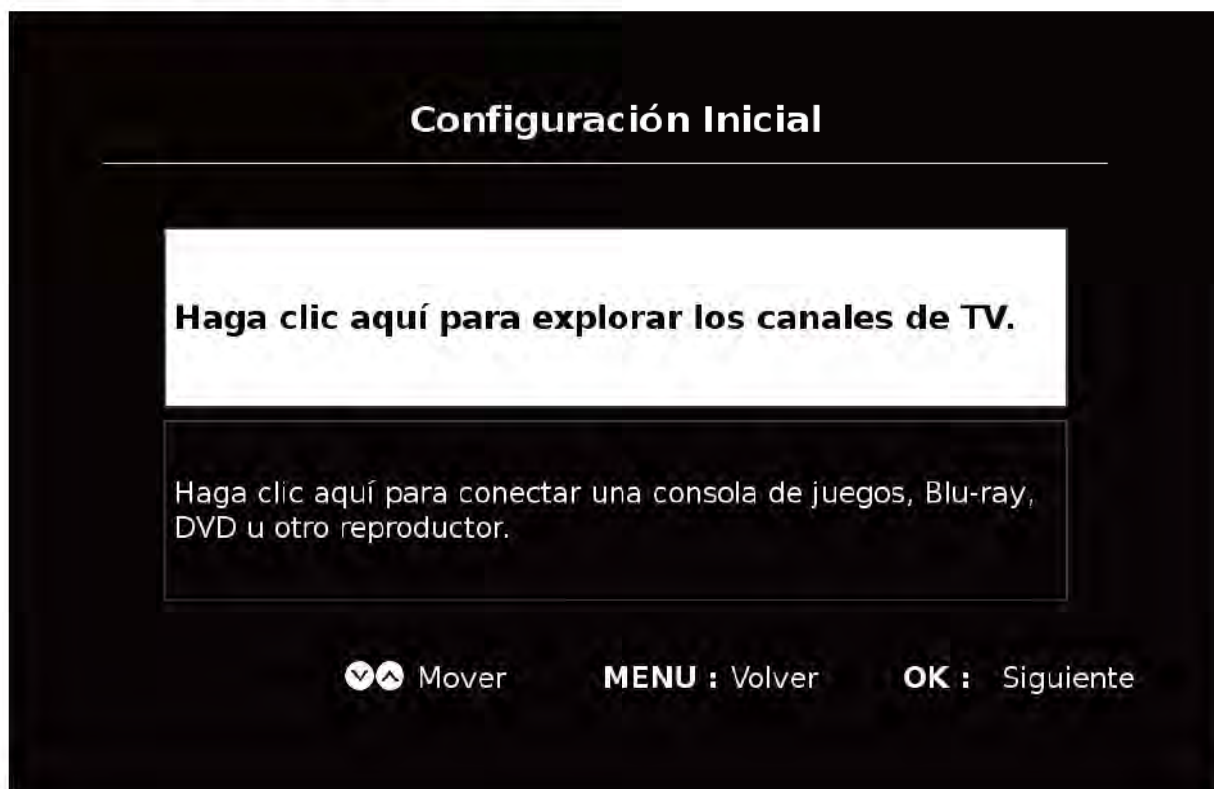 Configuración Inicial
Haga clic aquí para explorar los canales de TV.
Haga clic aquí para conectar una consola de juegos, Blu-ray,
DVD u otro reproductor.
Mover MENU : Volver OK : Siguiente